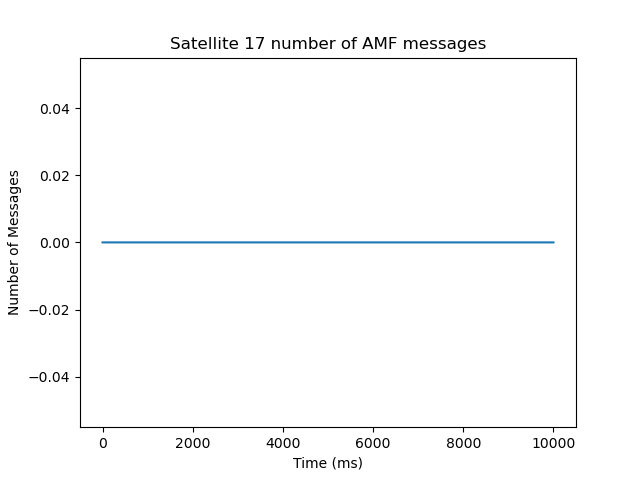 Satellite 17 number of AMF messages
Number of Messages
0.04
0.02
0.00
−0.02
−0.04
0 2000 4000 6000 8000 10000
Time (ms)